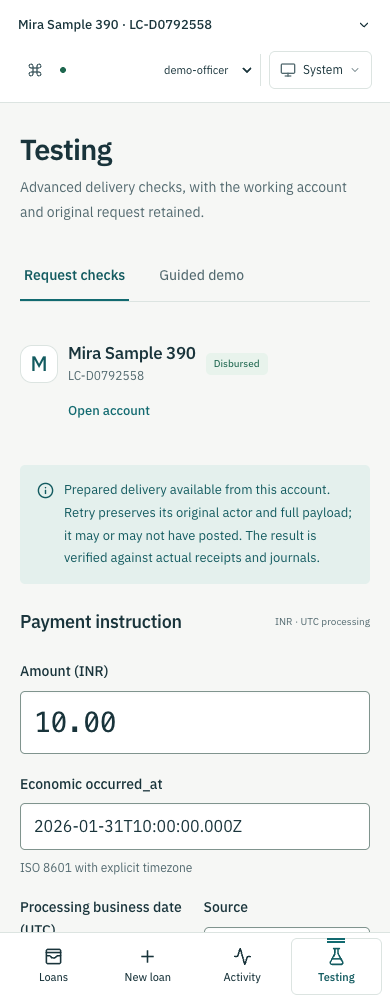 Mira Sample 390 · LC-D0792558
demo-officer
System
Testing
Advanced delivery checks, with the working account
and original request retained.
Request checks
Guided demo
M
Mira Sample 390
LC-D0792558
Disbursed
Open account
Prepared delivery available from this account.
Retry preserves its original actor and full payload;
it may or may not have posted. The result is
verified against actual receipts and journals.
Payment instruction
INR · UTC processing
Amount (INR)
10.00
Economic occurred_at
2026-01-31T10:00:00.000Z
ISO 8601 with explicit timezone
Processing business date
(UTC)
Source
Loans
New loan
Activity
Testing